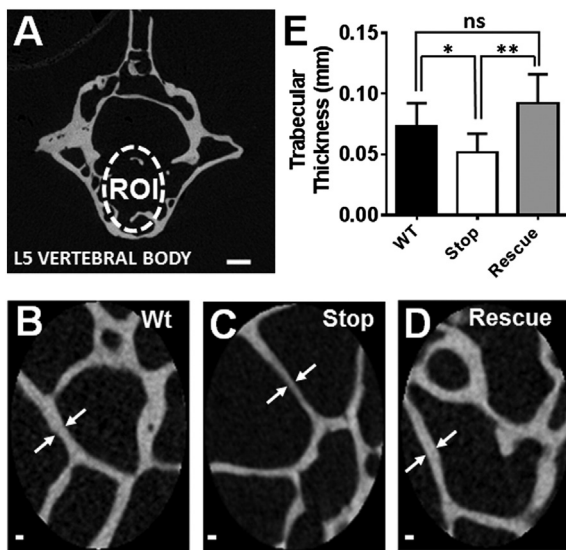 A
ROI
L5 VERTEBRAL BODY
E
ns
* **
Trabecular
Thickness (mm)
0.15
0.10
0.05
0.00
WT
Stop
Rescue
B Wt
C Stop
D Rescue